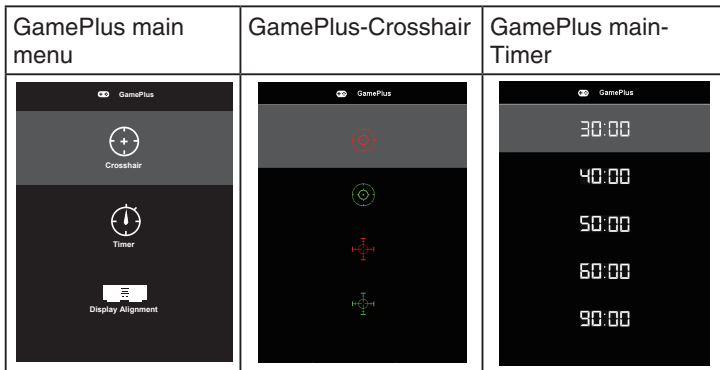 GamePlus main
menu
GamePlus-Crosshair
GamePlus main-
Timer
GamePlus
Crosshair
Timer
Display Alignment
GamePlus
GamePlus
30:00
40:00
50:00
60:00
90:00